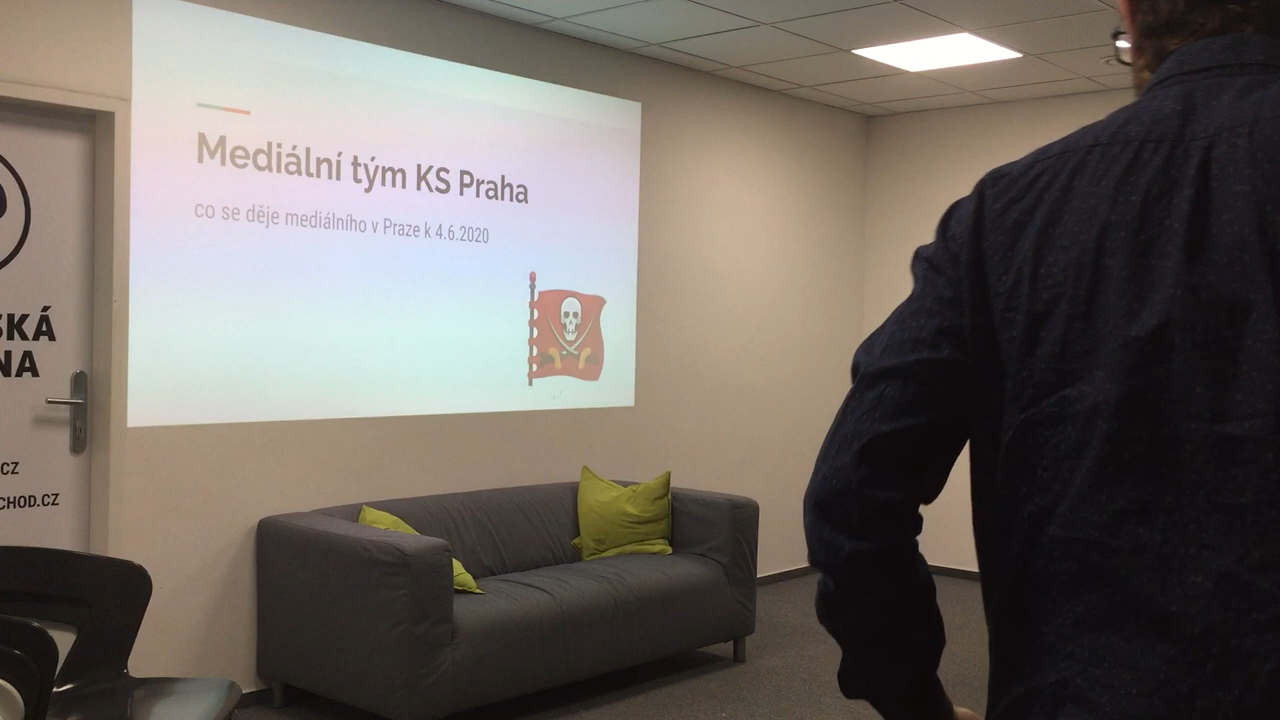 Mediální tým KS Praha
co se děje mediálního v Praze k 4.6.2020
SKÁ
NA
.CZ
CHOD.CZ